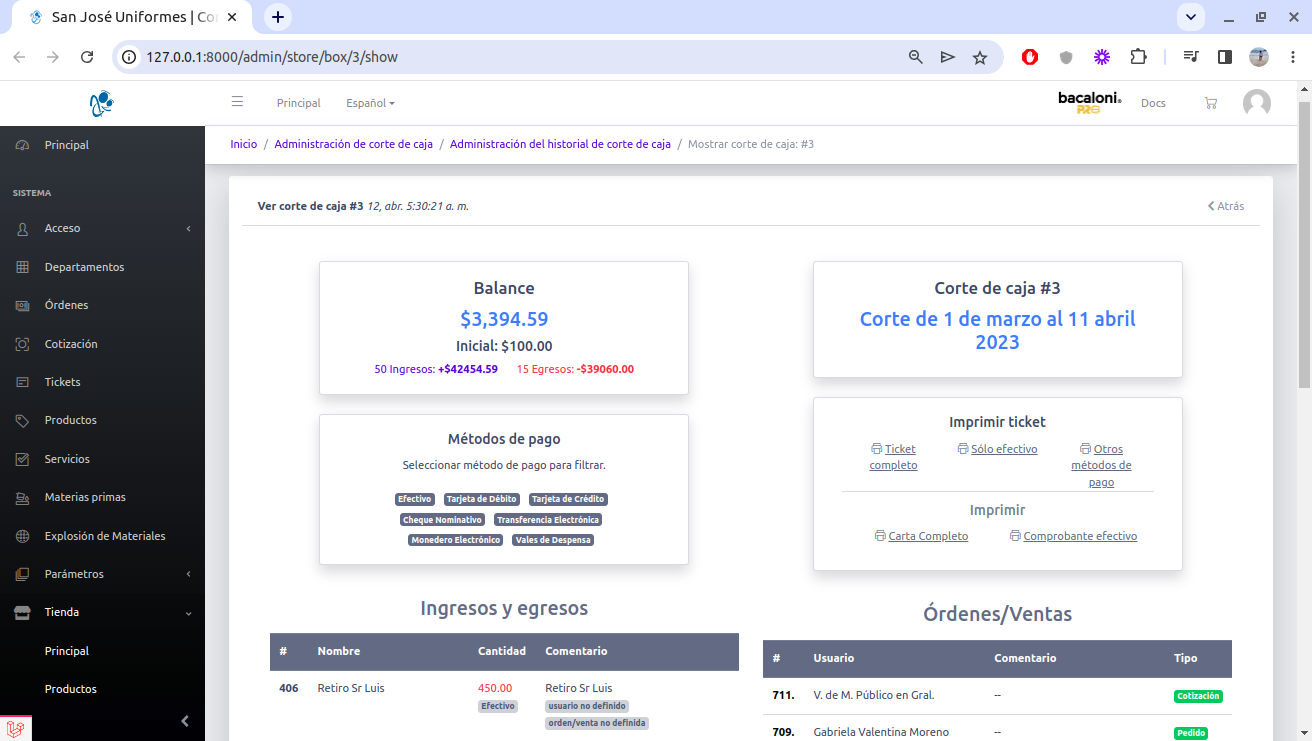 San José Uniformes | Co
127.0.0.1:8000/admin/store/box/3/show
Principal
Español
bacaloni.
PRO
Docs
Inicio / Administración de corte de caja / Administración del historial de corte de caja / Mostrar corte de caja: #3
Principal
SISTEMA
Acceso
Departamentos
Órdenes
Cotización
Tickets
Productos
Servicios
Materias primas
Explosión de Materiales
Parámetros
Tienda
Principal
Productos
Ver corte de caja #3 12, abr. 5:30:21 a. m.
Atrás
Balance
$3,394.59
Inicial: $100.00
50 Ingresos: +$42454.59 15 Egresos: -$39060.00
Métodos de pago
Seleccionar método de pago para filtrar.
Efectivo Tarjeta de Débito Tarjeta de Crédito
Cheque Nominativo Transferencia Electrónica
Monedero Electrónico Vales de Despensa
Corte de caja #3
Corte de 1 de marzo al 11 abril
2023
Imprimir ticket
Ticket
completo
Sólo efectivo
Otros
métodos de
pago
Imprimir
Carta Completo
Comprobante efectivo
Ingresos y egresos
# Nombre Cantidad Comentario
406 Retiro Sr Luis 450.00 Retiro Sr Luis
Efectivo usuario no definido
orden/venta no definida
Órdenes/Ventas
# Usuario Comentario Tipo
711. V. de M. Público en Gral. -- Cotización
709. Gabriela Valentina Moreno -- Pedido